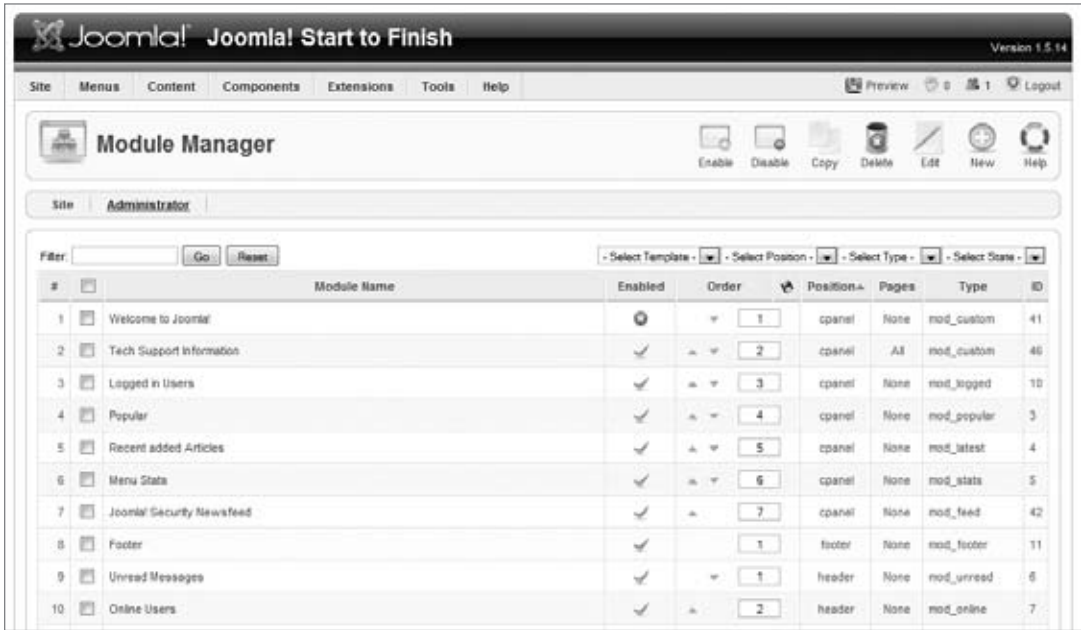 Joomla! Joomla! Start to Finish
Version 1.5.14
Site Menus Content Components Extensions Tools Help Preview 0 1 Logout
Module Manager
Enable Disable Copy Delete Edit New Help
Site Administrator
Filter: Go Reset - Select Template - - Select Position - - Select Type - - Select State -
# Module Name Enabled Order Position Pages Type ID
1 Welcome to Joomla! 1 cpanel None mod_custom 41
2 Tech Support Information 2 cpanel All mod_custom 46
3 Logged in Users 3 cpanel None mod_logged 10
4 Popular 4 cpanel None mod_popular 3
5 Recent added Articles 5 cpanel None mod_latest 4
6 Menu Stats 6 cpanel None mod_stats 5
7 Joomla! Security Newsfeed 7 cpanel None mod_feed 42
8 Footer 1 footer None mod_footer 11
9 Unread Messages 1 header None mod_unread 6
10 Online Users 2 header None mod_online 7